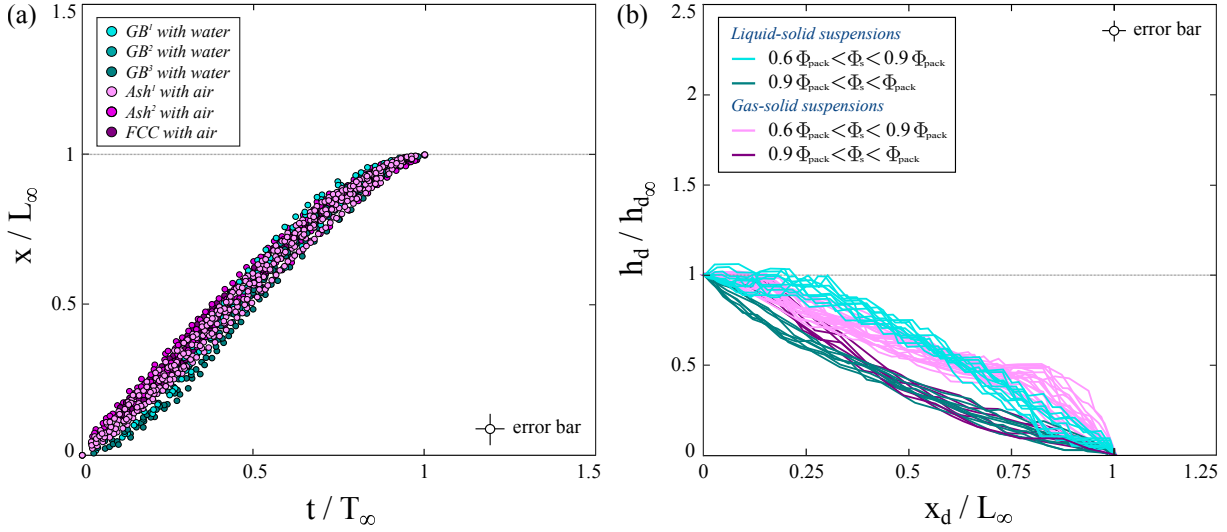 (a)
1.5
1
0.5
0
x / L∞
GB¹ with water
GB² with water
GB³ with water
Ash¹ with air
Ash² with air
FCC with air
error bar
0
0.5
1
1.5
t / T∞
(b)
2.5
2
1.5
1
0.5
0
h_d / h_d∞
Liquid-solid suspensions
0.6 Φpack<Φs< 0.9 Φpack
0.9 Φpack<Φs< Φpack
Gas-solid suspensions
0.6 Φpack<Φs< 0.9 Φpack
0.9 Φpack<Φs< Φpack
error bar
0
0.25
0.5
0.75
1
1.25
x_d / L∞